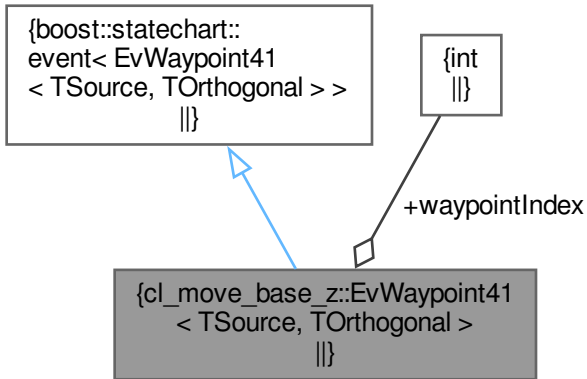 {boost::statechart::
event< EvWaypoint41
< TSource, TOrthogonal > >
||}
{int
||}
+waypointIndex
{cl_move_base_z::EvWaypoint41
< TSource, TOrthogonal >
||}